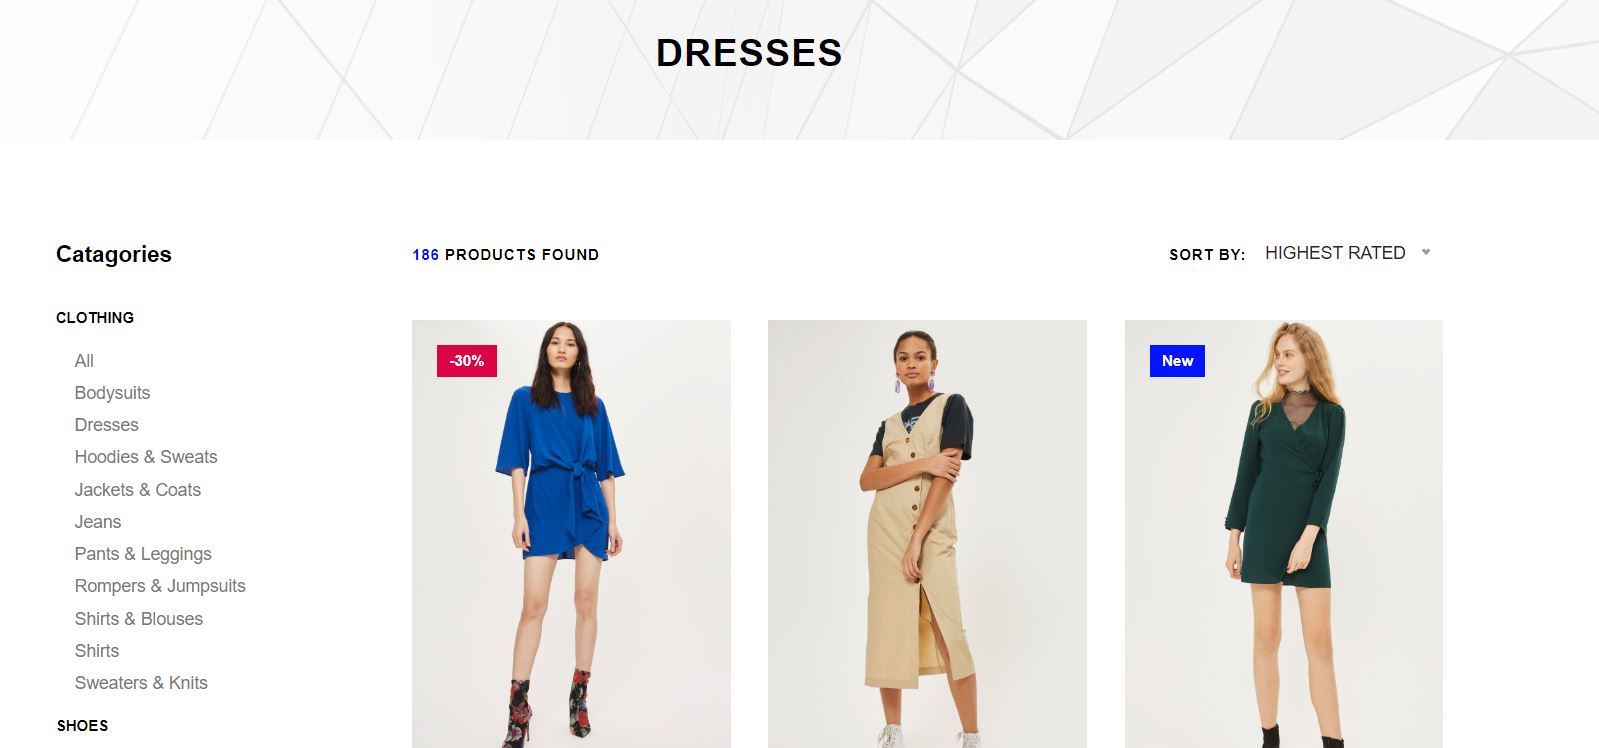 DRESSES
Catagories
186 PRODUCTS FOUND
SORT BY: HIGHEST RATED
CLOTHING
All
Bodysuits
Dresses
Hoodies & Sweats
Jackets & Coats
Jeans
Pants & Leggings
Rompers & Jumpsuits
Shirts & Blouses
Shirts
Sweaters & Knits
SHOES
-30%
New